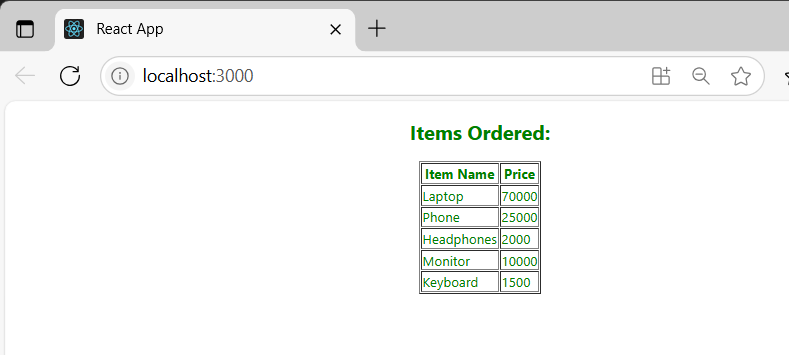 React App
localhost:3000
Items Ordered:
Item Name Price
Laptop 70000
Phone 25000
Headphones 2000
Monitor 10000
Keyboard 1500